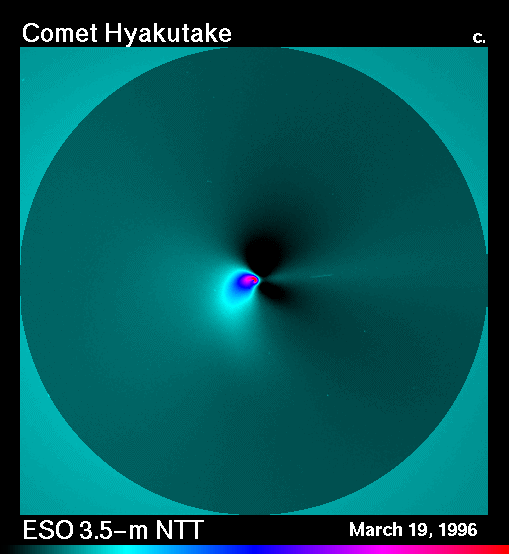 Comet Hyakutake c.
ESO 3.5-m NTT March 19, 1996